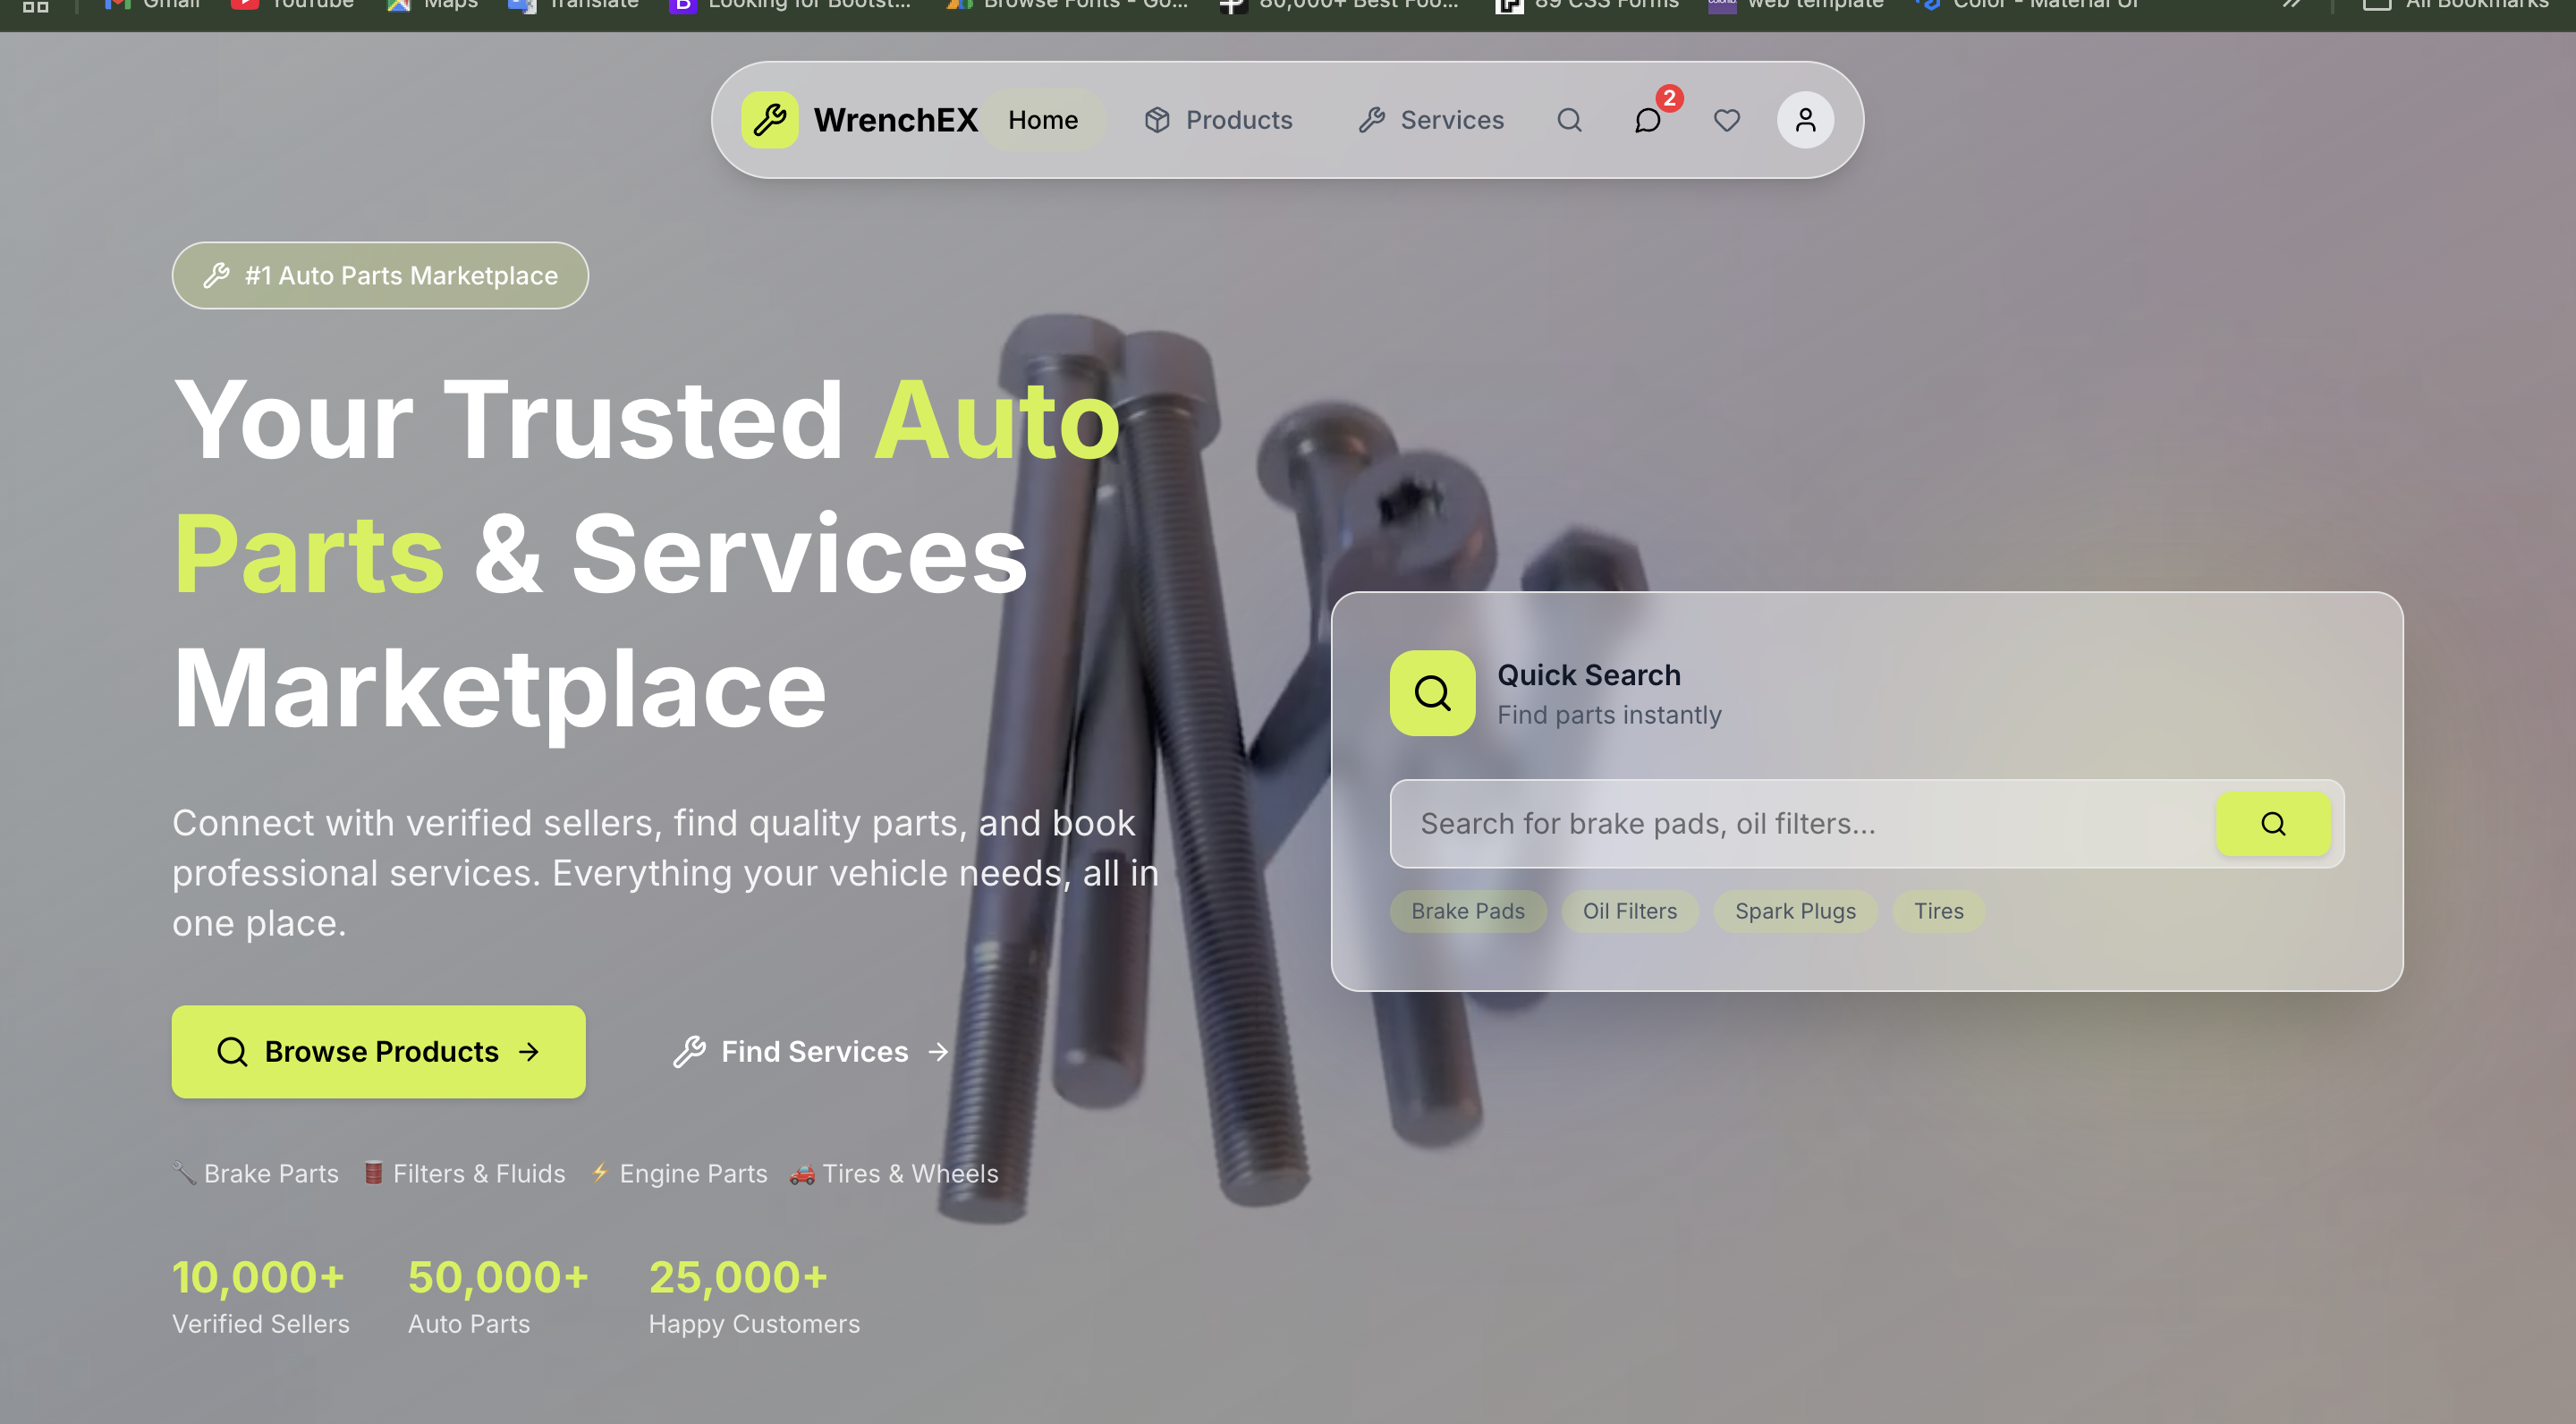 Gmail YouTube Maps Translate Looking for Bootst... Browse Fonts - Go... 80,000+ Best Foo... 89 CSS Forms web template Color - Material UI All Bookmarks
WrenchEX Home Products Services 2
#1 Auto Parts Marketplace
Your Trusted Auto
Parts & Services
Marketplace
Connect with verified sellers, find quality parts, and book
professional services. Everything your vehicle needs, all in
one place.
Browse Products → Find Services →
Brake Parts Filters & Fluids Engine Parts Tires & Wheels
10,000+ 50,000+ 25,000+
Verified Sellers Auto Parts Happy Customers
Quick Search
Find parts instantly
Search for brake pads, oil filters...
Brake Pads Oil Filters Spark Plugs Tires